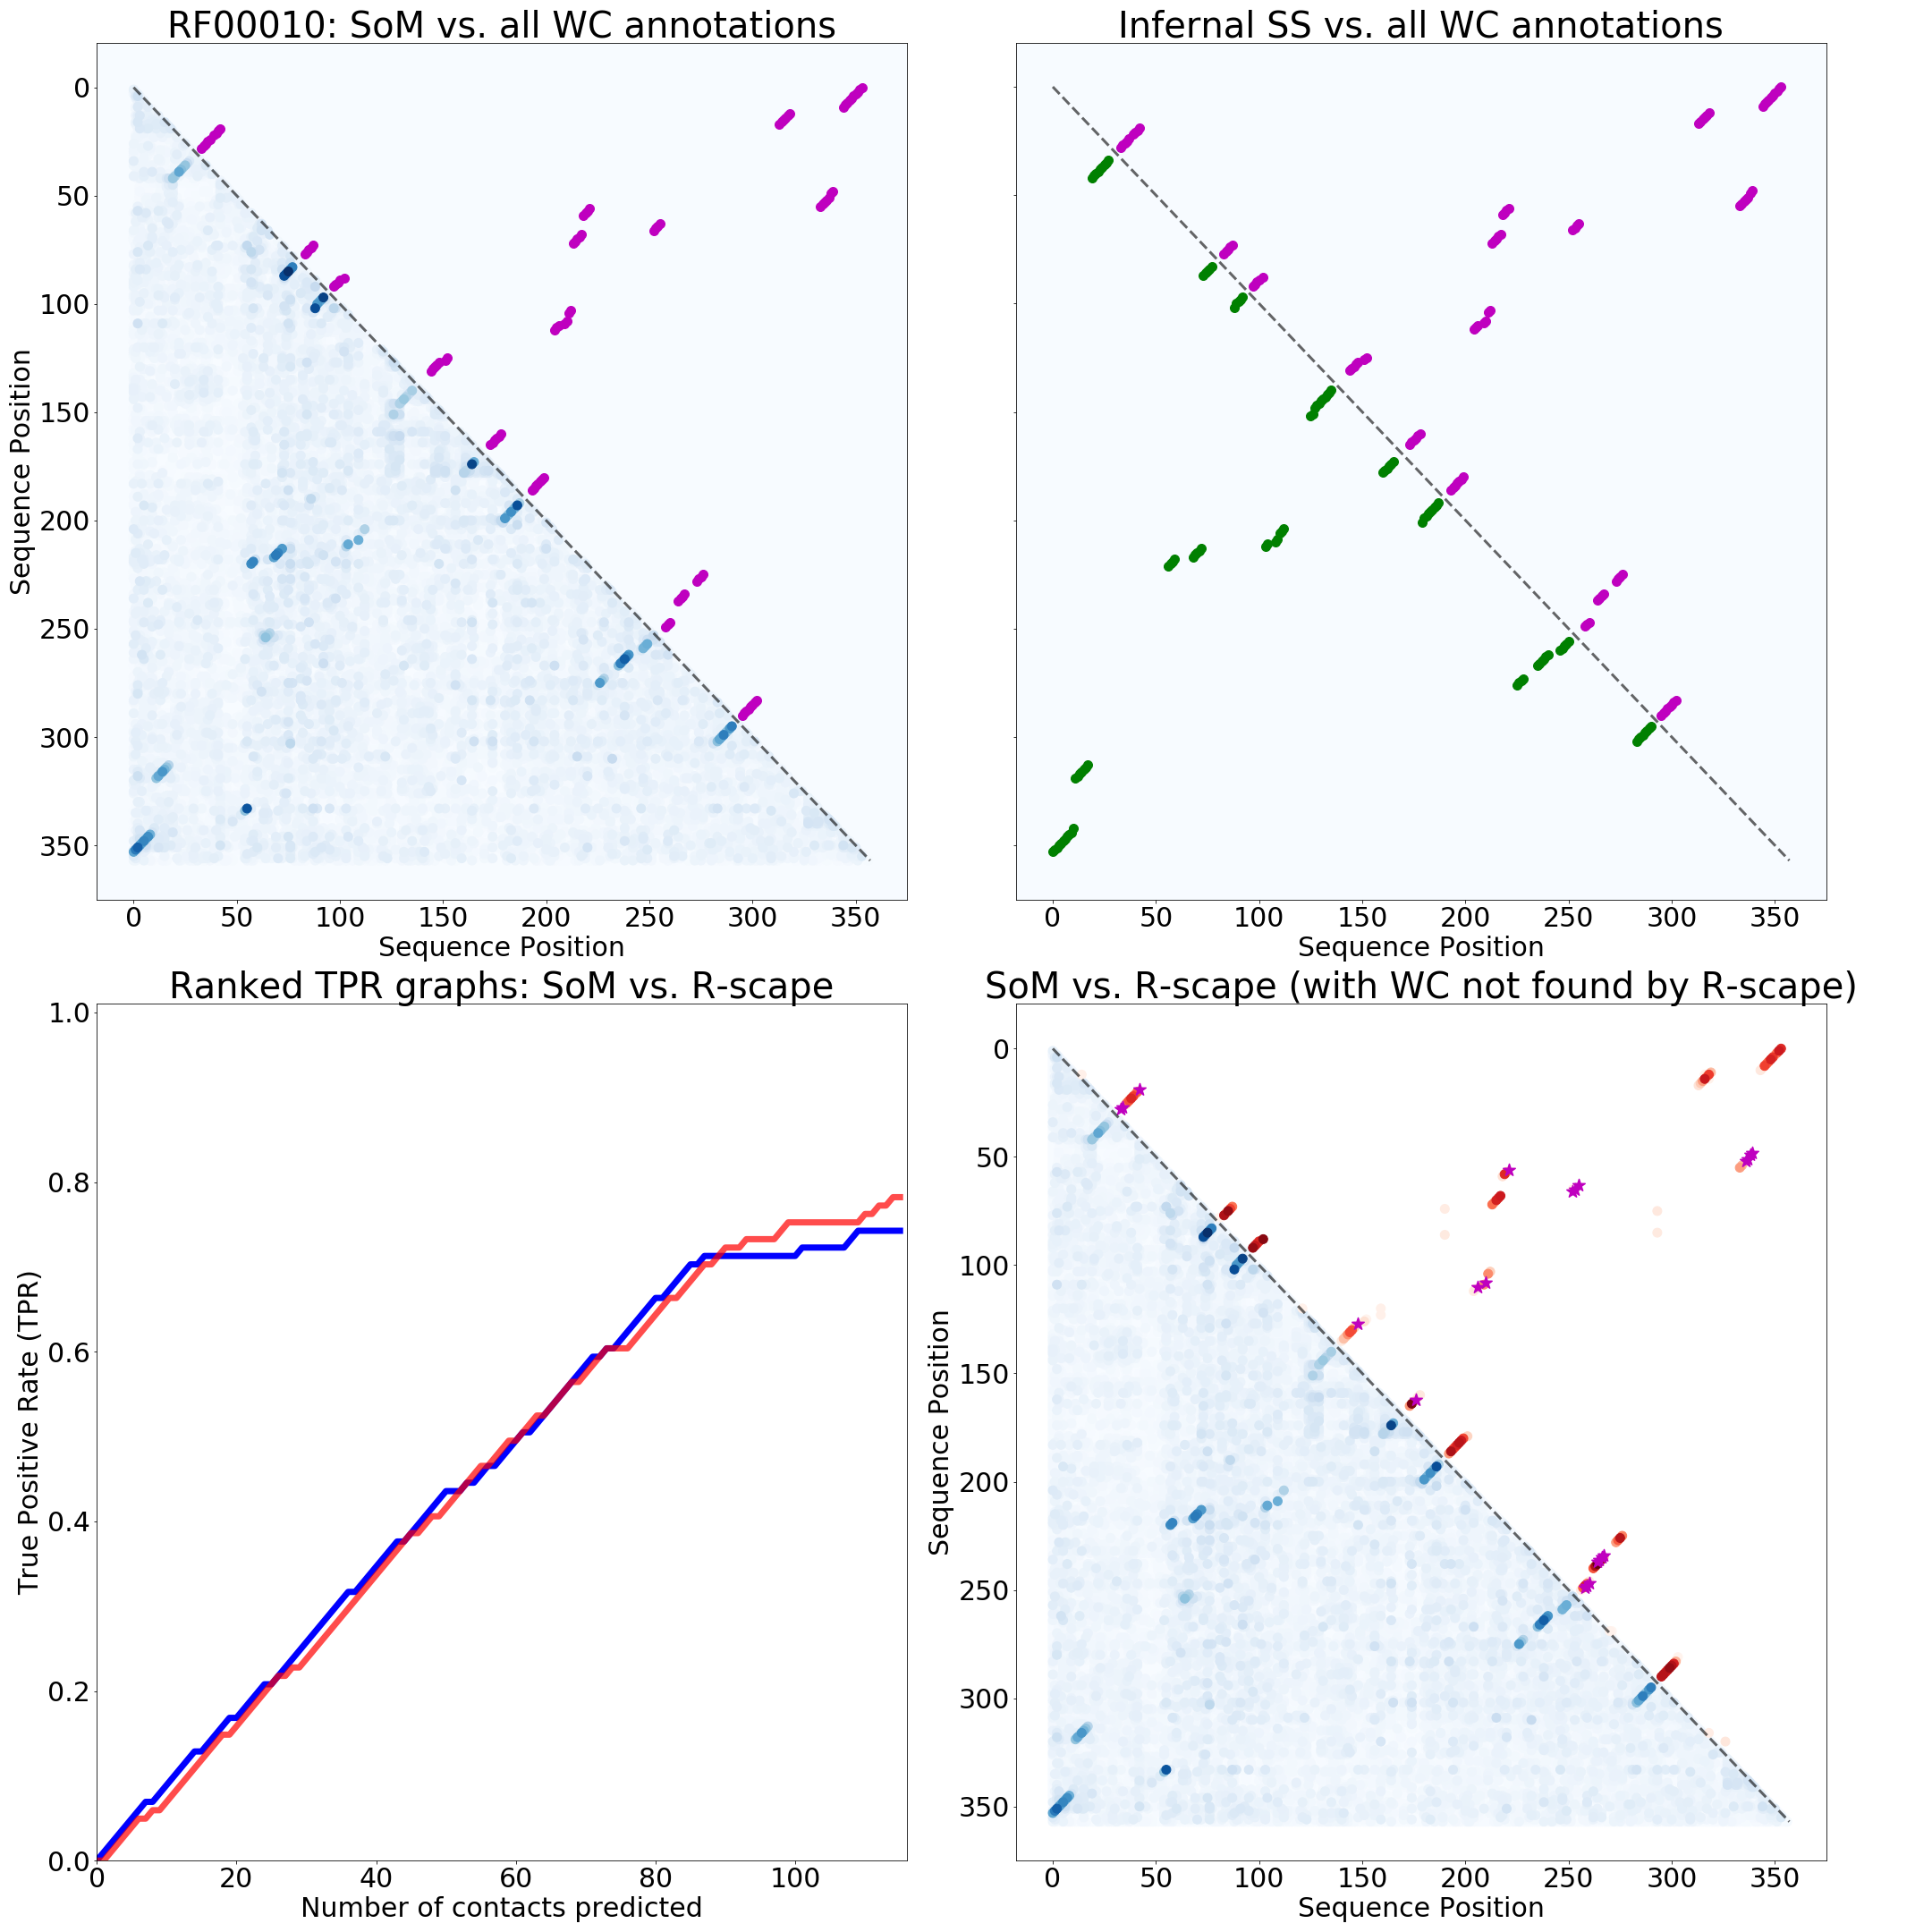 RF00010: SoM vs. all WC annotations
0
50
100
150
200
250
300
350
Sequence Position
0 50 100 150 200 250 300 350
Sequence Position
Infernal SS vs. all WC annotations
0 50 100 150 200 250 300 350
Sequence Position
Ranked TPR graphs: SoM vs. R-scape
1.0
0.8
0.6
0.4
0.2
0.0
True Positive Rate (TPR)
0 20 40 60 80 100
Number of contacts predicted
SoM vs. R-scape (with WC not found by R-scape)
0
50
100
150
200
250
300
350
Sequence Position
0 50 100 150 200 250 300 350
Sequence Position